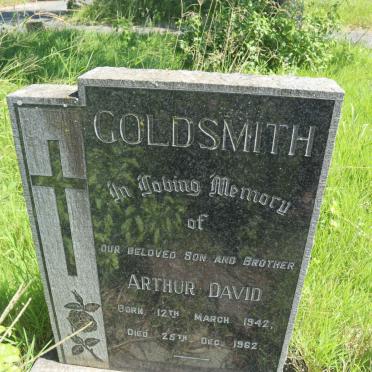 GOLDSMITH
In Loving Memory
of
OUR BELOVED SON AND BROTHER
ARTHUR DAVID
BORN 12TH MARCH 1942,
DIED 25TH DEC. 1962